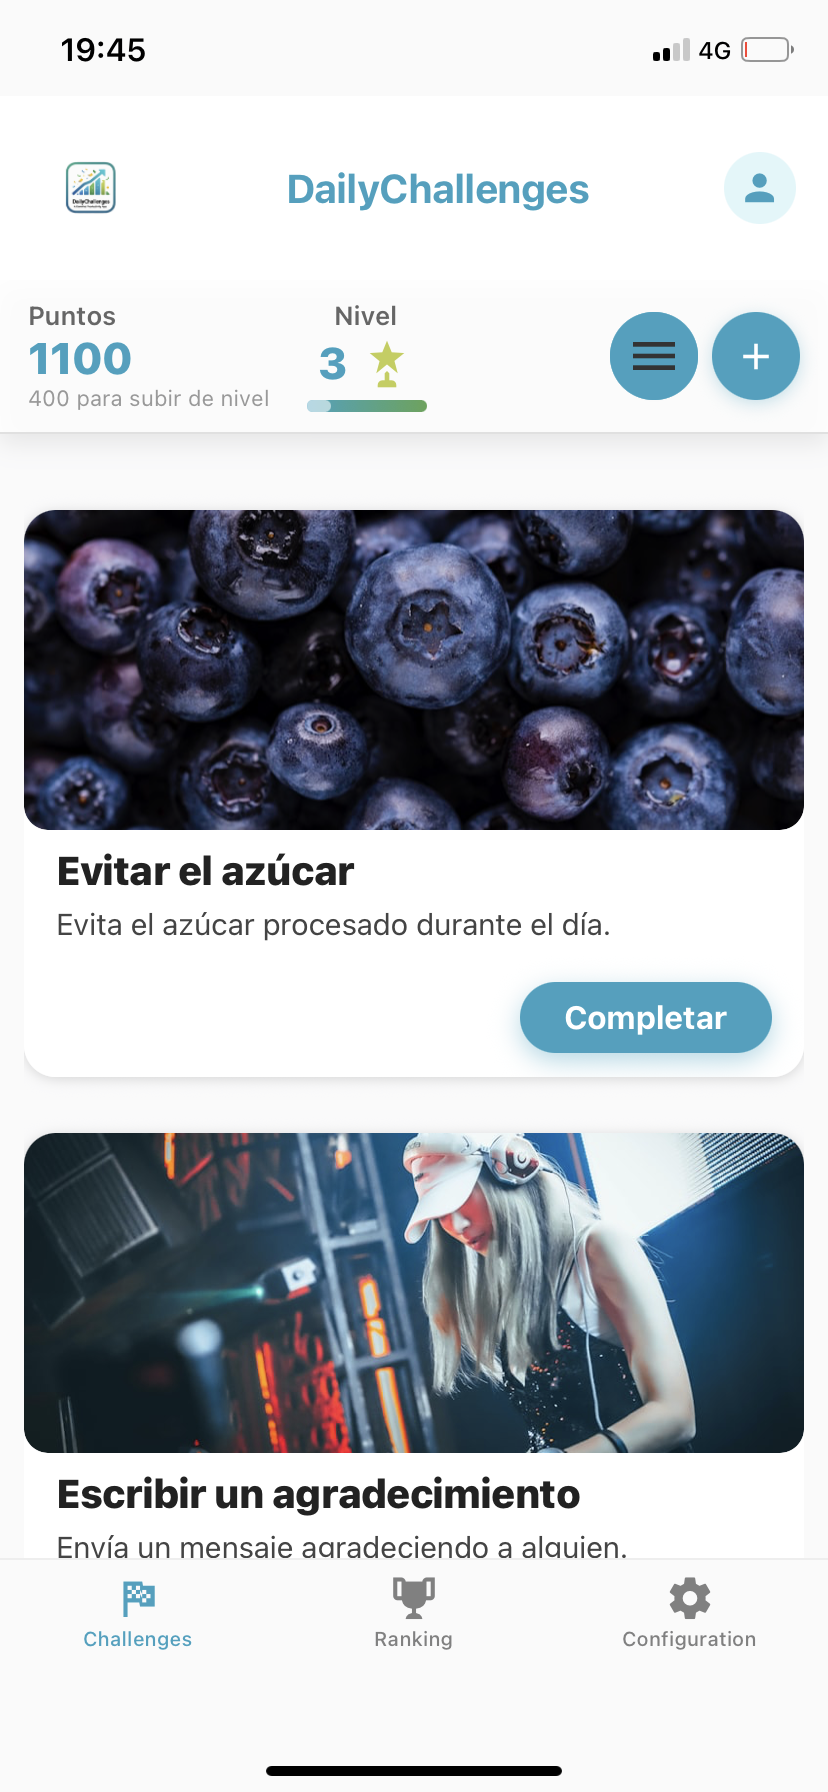 19:45
4G
DailyChallenges
DailyChallenges
Puntos
Nivel
1100
3
400 para subir de nivel
Evitar el azúcar
Evita el azúcar procesado durante el día.
Completar
Escribir un agradecimiento
Envía un mensaje agradeciendo a alguien.
Challenges
Ranking
Configuration